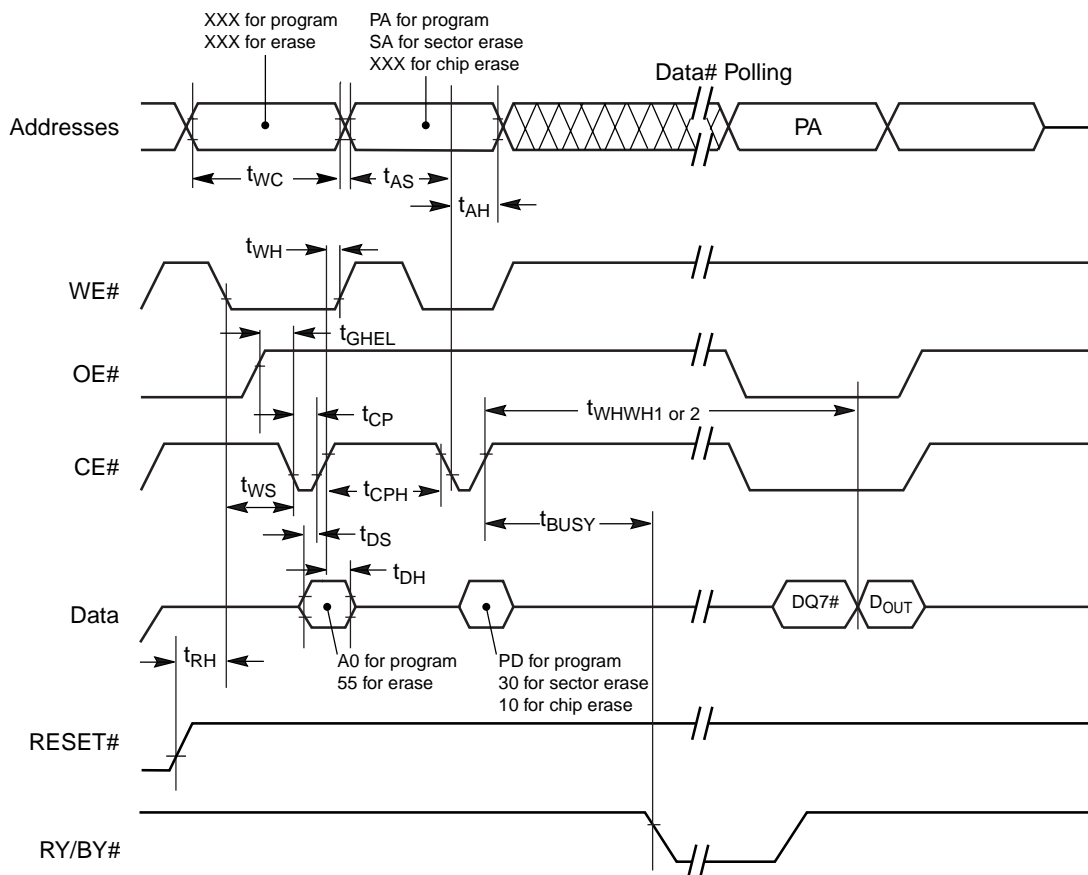 XXX for program
XXX for erase
PA for program
SA for sector erase
XXX for chip erase
Data# Polling
Addresses
PA
tWC
tAS
tAH
tWH
WE#
tGHEL
OE#
tWHWH1 or 2
tCP
CE#
tWS
tCPH
tBUSY
tDS
tDH
Data
DQ7#
DOUT
tRH
A0 for program
55 for erase
PD for program
30 for sector erase
10 for chip erase
RESET#
RY/BY#